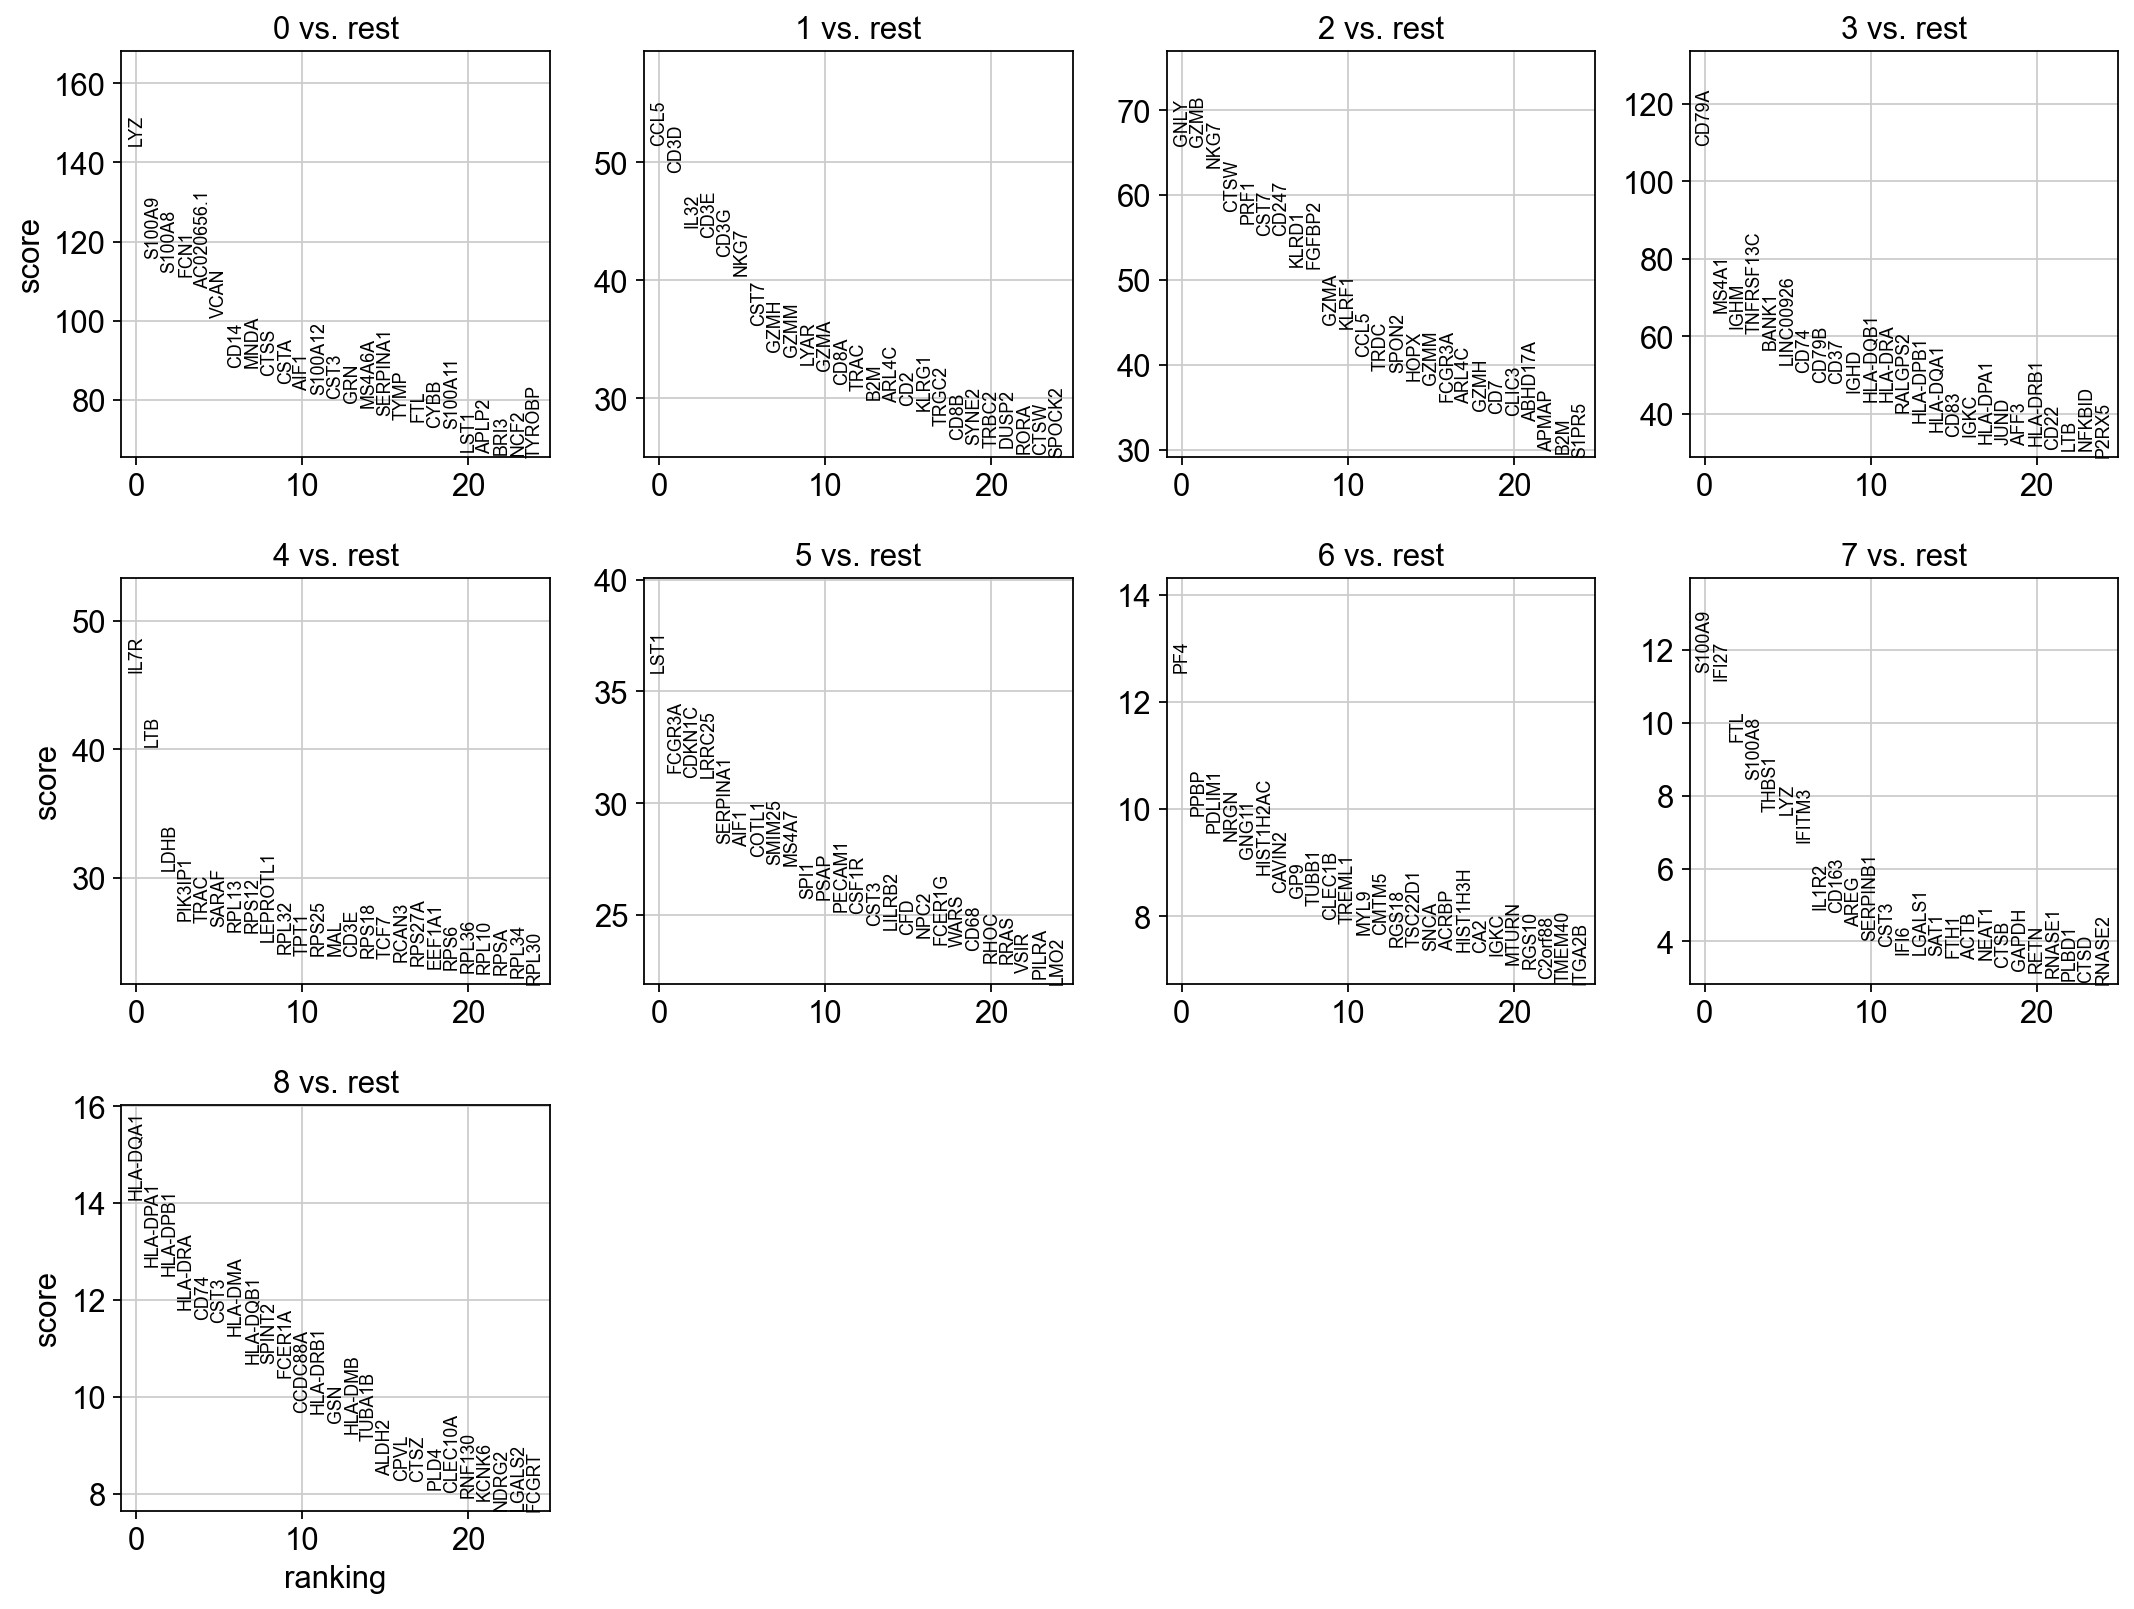 0 vs. rest
score
160
140
120
100
80
0
10
20
LYZ
S100A9
S100A8
FCN1
AC020656.1
VCAN
CD14
MNDA
CTSS
CSTA
AIF1
S100A12
CST3
GRN
MS4A6A
SERPINA1
TYMP
FTL
CYBB
S100A11
LST1
APLP2
BRI3
NCF2
TYROBP
1 vs. rest
50
40
30
0
10
20
CCL5
CD3D
IL32
CD3E
CD3G
NKG7
CST7
GZMH
GZMM
LYAR
GZMA
CD8A
TRAC
B2M
ARL4C
CD2
KLRG1
TRGC2
CD8B
SYNE2
TRBC2
DUSP2
RORA
CTSW
SPOCK2
2 vs. rest
70
60
50
40
30
0
10
20
GNLY
GZMB
NKG7
CTSW
PRF1
CST7
CD247
KLRD1
FGFBP2
GZMA
KLRF1
CCL5
TRDC
SPON2
HOPX
GZMM
FCGR3A
ARL4C
GZMH
CD7
CLIC3
ABHD17A
APMAP
B2M
S1PR5
3 vs. rest
120
100
80
60
40
0
10
20
CD79A
MS4A1
IGHM
TNFRSF13C
BANK1
LINC00926
CD74
CD79B
CD37
IGHD
HLA-DQB1
HLA-DRA
RALGPS2
HLA-DPB1
HLA-DQA1
CD83
IGKC
HLA-DPA1
JUND
AFF3
HLA-DRB1
CD22
LTB
NFKBID
P2RX5
4 vs. rest
score
50
40
30
0
10
20
IL7R
LTB
LDHB
PIK3IP1
TRAC
SARAF
RPL13
RPS12
LEPROTL1
RPL32
TPT1
RPS25
MAL
CD3E
RPS18
TCF7
RCAN3
RPS27A
EEF1A1
RPS6
RPL36
RPL10
RPSA
RPL34
RPL30
5 vs. rest
40
35
30
25
0
10
20
LST1
FCGR3A
CDKN1C
LRRC25
SERPINA1
AIF1
COTL1
SMIM25
MS4A7
SPI1
PSAP
PECAM1
CSF1R
CST3
LILRB2
CFD
NPC2
FCER1G
WARS
CD68
RHOC
RRAS
VSIR
PILRA
LMO2
6 vs. rest
14
12
10
8
0
10
20
PF4
PPBP
PDLIM1
NRGN
GNG11
HIST1H2AC
CAVIN2
GP9
TUBB1
CLEC1B
TREML1
MYL9
CMTM5
RGS18
TSC22D1
SNCA
ACRBP
HIST1H3H
CA2
IGKC
MTURN
RGS10
C2orf88
TMEM40
ITGA2B
7 vs. rest
12
10
8
6
4
0
10
20
S100A9
IFI27
FTL
S100A8
THBS1
LYZ
IFITM3
IL1R2
CD163
AREG
SERPINB1
CST3
IFI6
LGALS1
SAT1
FTH1
ACTB
NEAT1
CTSB
GAPDH
RETN
RNASE1
PLBD1
CTSD
RNASE2
8 vs. rest
score
16
14
12
10
8
0
10
20
ranking
HLA-DQA1
HLA-DPA1
HLA-DPB1
HLA-DRA
CD74
CST3
HLA-DMA
HLA-DQB1
SPINT2
FCER1A
CCDC88A
HLA-DRB1
GSN
HLA-DMB
TUBA1B
ALDH2
CPVL
CTSZ
PLD4
CLEC10A
RNF130
KCNK6
NDRG2
LGALS2
FCGRT